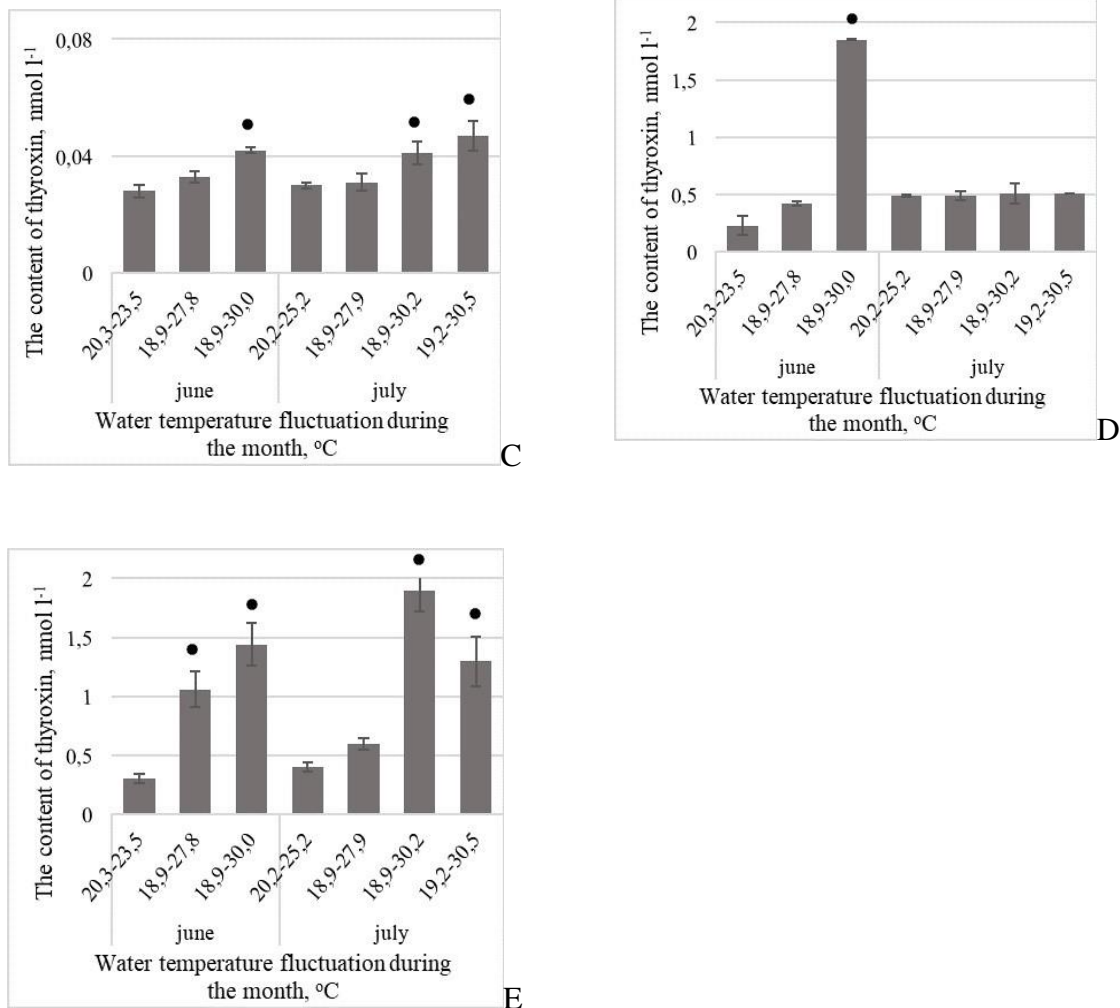 The content of thyroxin, nmol l-1
0,08
0,04
0
20,3-23,5
18,9-27,8
18,9-30,0
20,2-25,2
18,9-27,9
18,9-30,2
19,2-30,5
june
july
Water temperature fluctuation during
the month, oC
C
The content of thyroxin, nmol l-1
2
1,5
1
0,5
0
20,3-23,5
18,9-27,8
18,9-30,0
20,2-25,2
18,9-27,9
18,9-30,2
19,2-30,5
june
july
Water temperature fluctuation during
the month, oC
D
The content of thyroxin, nmol l-1
2
1,5
1
0,5
0
20,3-23,5
18,9-27,8
18,9-30,0
20,2-25,2
18,9-27,9
18,9-30,2
19,2-30,5
june
july
Water temperature fluctuation during
the month, oC
E